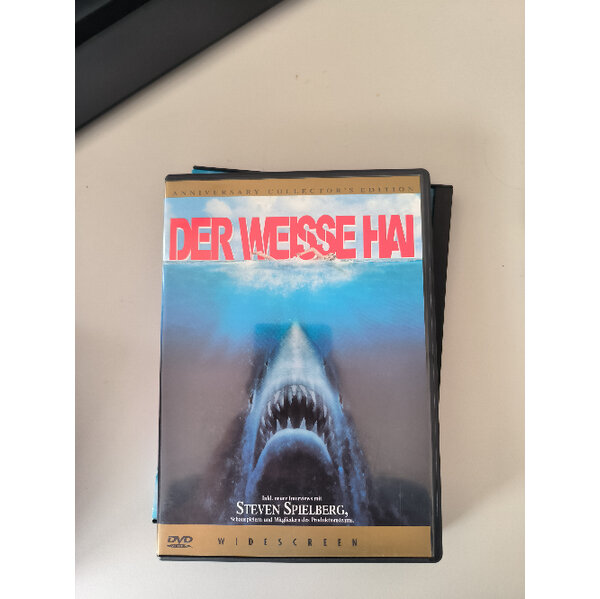 ANNIVERSARY COLLECTOR'S EDITION
DER WEISSE HAI
Inkl. neuer Interviews mit
STEVEN SPIELBERG,
Schauspielern und Mitgliedern des Produktionsteams.
DVD
WIDESCREEN